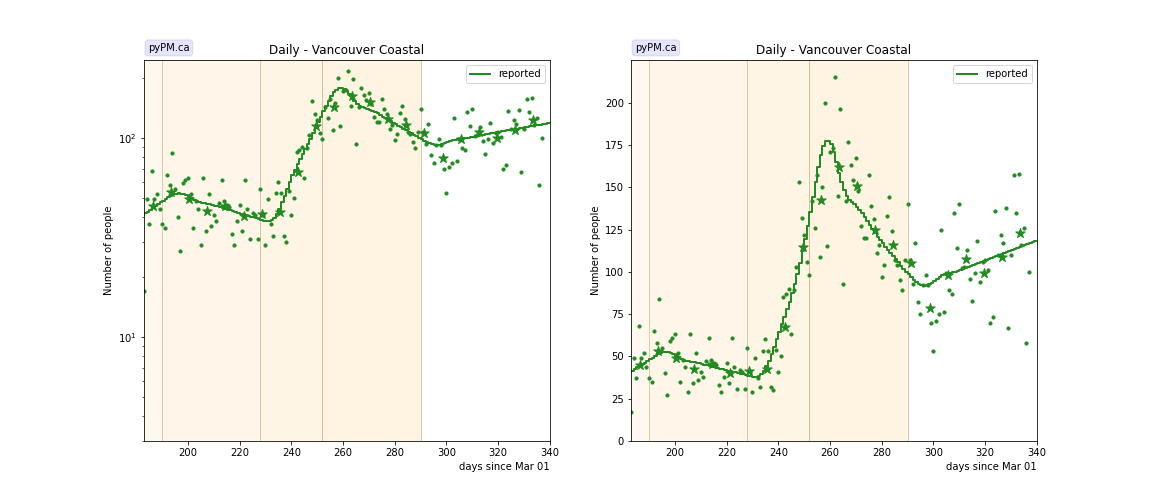 pyPM.ca
Daily - Vancouver Coastal
reported
Number of people
10²
10¹
200 220 240 260 280 300 320 340
days since Mar 01
pyPM.ca
Daily - Vancouver Coastal
reported
Number of people
200
175
150
125
100
75
50
25
0
200 220 240 260 280 300 320 340
days since Mar 01